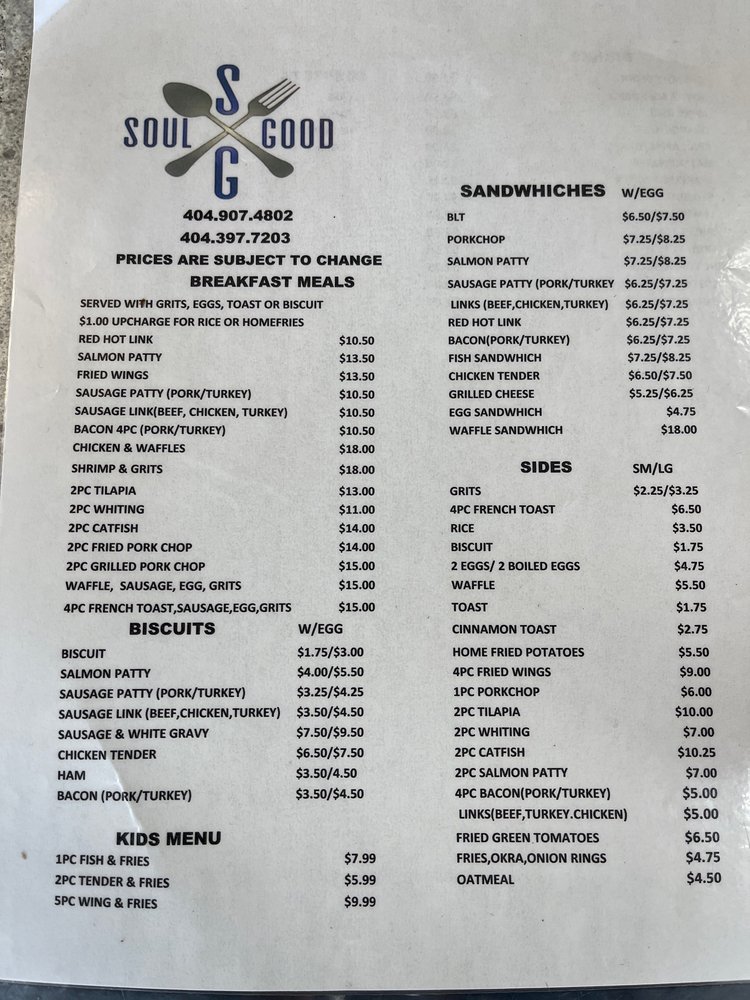 S
SOUL GOOD
G
404.907.4802
404.397.7203
PRICES ARE SUBJECT TO CHANGE
BREAKFAST MEALS
SERVED WITH GRITS, EGGS, TOAST OR BISCUIT
$1.00 UPCHARGE FOR RICE OR HOMEFRIES
RED HOT LINK $10.50
SALMON PATTY $13.50
FRIED WINGS $13.50
SAUSAGE PATTY (PORK/TURKEY) $10.50
SAUSAGE LINK(BEEF, CHICKEN, TURKEY) $10.50
BACON 4PC (PORK/TURKEY) $10.50
CHICKEN & WAFFLES $18.00
SHRIMP & GRITS $18.00
2PC TILAPIA $13.00
2PC WHITING $11.00
2PC CATFISH $14.00
2PC FRIED PORK CHOP $14.00
2PC GRILLED PORK CHOP $15.00
WAFFLE, SAUSAGE, EGG, GRITS $15.00
4PC FRENCH TOAST,SAUSAGE,EGG,GRITS $15.00
BISCUITS W/EGG
BISCUIT $1.75/$3.00
SALMON PATTY $4.00/$5.50
SAUSAGE PATTY (PORK/TURKEY) $3.25/$4.25
SAUSAGE LINK (BEEF,CHICKEN,TURKEY) $3.50/$4.50
SAUSAGE & WHITE GRAVY $7.50/$9.50
CHICKEN TENDER $6.50/$7.50
HAM $3.50/4.50
BACON (PORK/TURKEY) $3.50/$4.50
KIDS MENU
1PC FISH & FRIES $7.99
2PC TENDER & FRIES $5.99
5PC WING & FRIES $9.99
SANDWHICHES W/EGG
BLT $6.50/$7.50
PORKCHOP $7.25/$8.25
SALMON PATTY $7.25/$8.25
SAUSAGE PATTY (PORK/TURKEY $6.25/$7.25
LINKS (BEEF,CHICKEN,TURKEY) $6.25/$7.25
RED HOT LINK $6.25/$7.25
BACON(PORK/TURKEY) $6.25/$7.25
FISH SANDWHICH $7.25/$8.25
CHICKEN TENDER $6.50/$7.50
GRILLED CHEESE $5.25/$6.25
EGG SANDWHICH $4.75
WAFFLE SANDWHICH $18.00
SIDES SM/LG
GRITS $2.25/$3.25
4PC FRENCH TOAST $6.50
RICE $3.50
BISCUIT $1.75
2 EGGS/ 2 BOILED EGGS $4.75
WAFFLE $5.50
TOAST $1.75
CINNAMON TOAST $2.75
HOME FRIED POTATOES $5.50
4PC FRIED WINGS $9.00
1PC PORKCHOP $6.00
2PC TILAPIA $10.00
2PC WHITING $7.00
2PC CATFISH $10.25
2PC SALMON PATTY $7.00
4PC BACON(PORK/TURKEY) $5.00
LINKS(BEEF,TURKEY.CHICKEN) $5.00
FRIED GREEN TOMATOES $6.50
FRIES,OKRA,ONION RINGS $4.75
OATMEAL $4.50